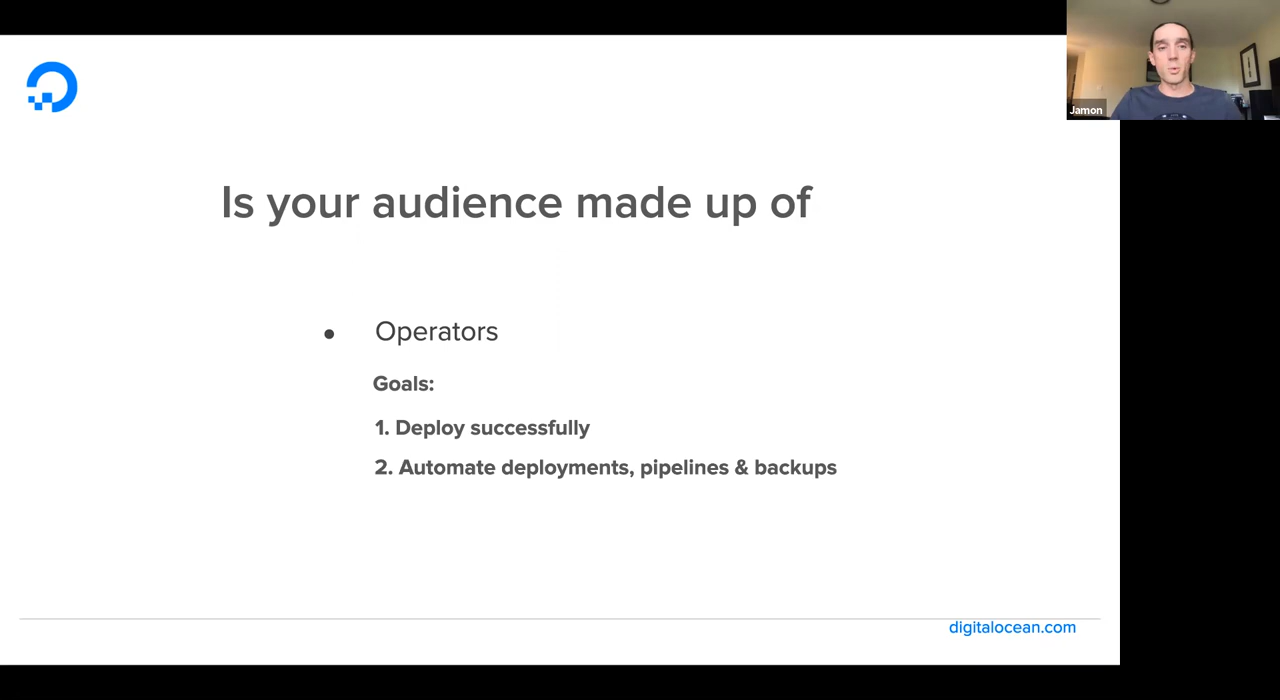 Jamon
Is your audience made up of
● Operators
Goals:
1. Deploy successfully
2. Automate deployments, pipelines & backups
digitalocean.com